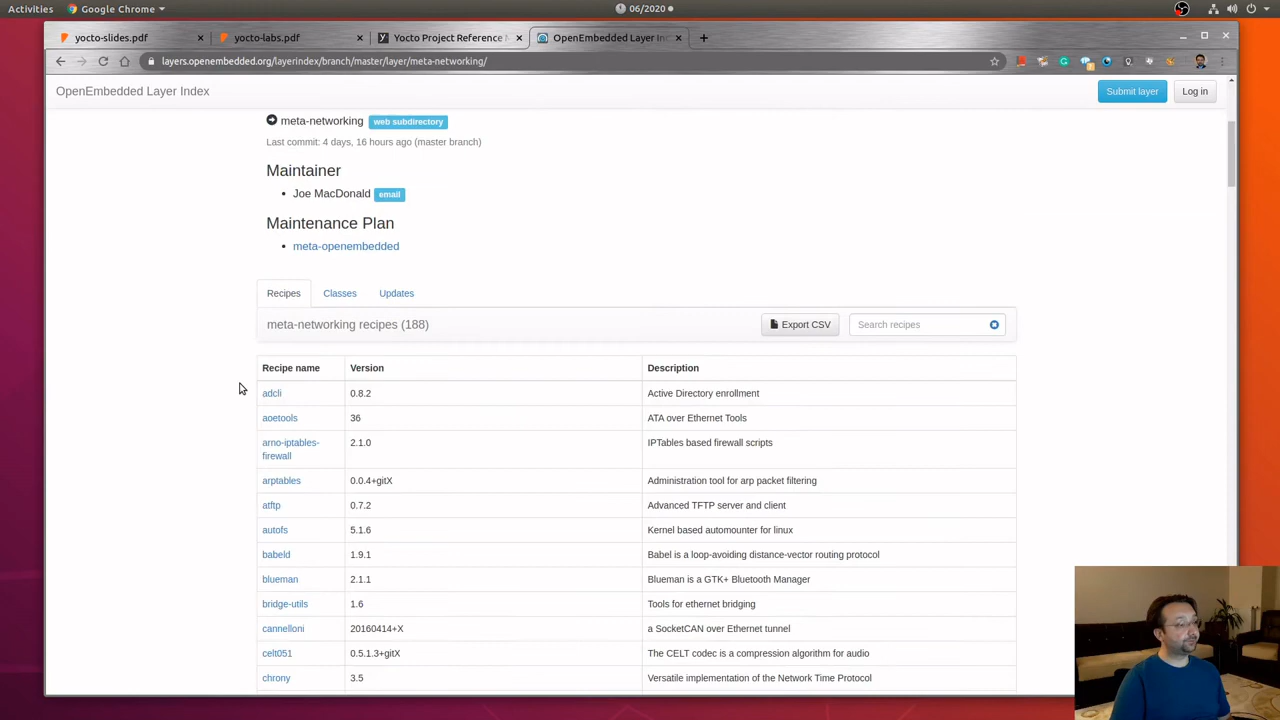 Activities Google Chrome 06/2020
yocto-slides.pdf yocto-labs.pdf Yocto Project Reference M OpenEmbedded Layer In
layers.openembedded.org/layerindex/branch/master/layer/meta-networking/
OpenEmbedded Layer Index Submit layer Log in
meta-networking web subdirectory
Last commit: 4 days, 16 hours ago (master branch)
Maintainer
Joe MacDonald email
Maintenance Plan
meta-openembedded
Recipes Classes Updates
meta-networking recipes (188) Export CSV Search recipes
Recipe name Version Description
adcli 0.8.2 Active Directory enrollment
aoetools 36 ATA over Ethernet Tools
arno-iptables- 2.1.0 IPTables based firewall scripts
firewall
arptables 0.0.4+gitX Administration tool for arp packet filtering
atftp 0.7.2 Advanced TFTP server and client
autofs 5.1.6 Kernel based automounter for linux
babeld 1.9.1 Babel is a loop-avoiding distance-vector routing protocol
blueman 2.1.1 Blueman is a GTK+ Bluetooth Manager
bridge-utils 1.6 Tools for ethernet bridging
cannelloni 20160414+X a SocketCAN over Ethernet tunnel
celt051 0.5.1.3+gitX The CELT codec is a compression algorithm for audio
chrony 3.5 Versatile implementation of the Network Time Protocol